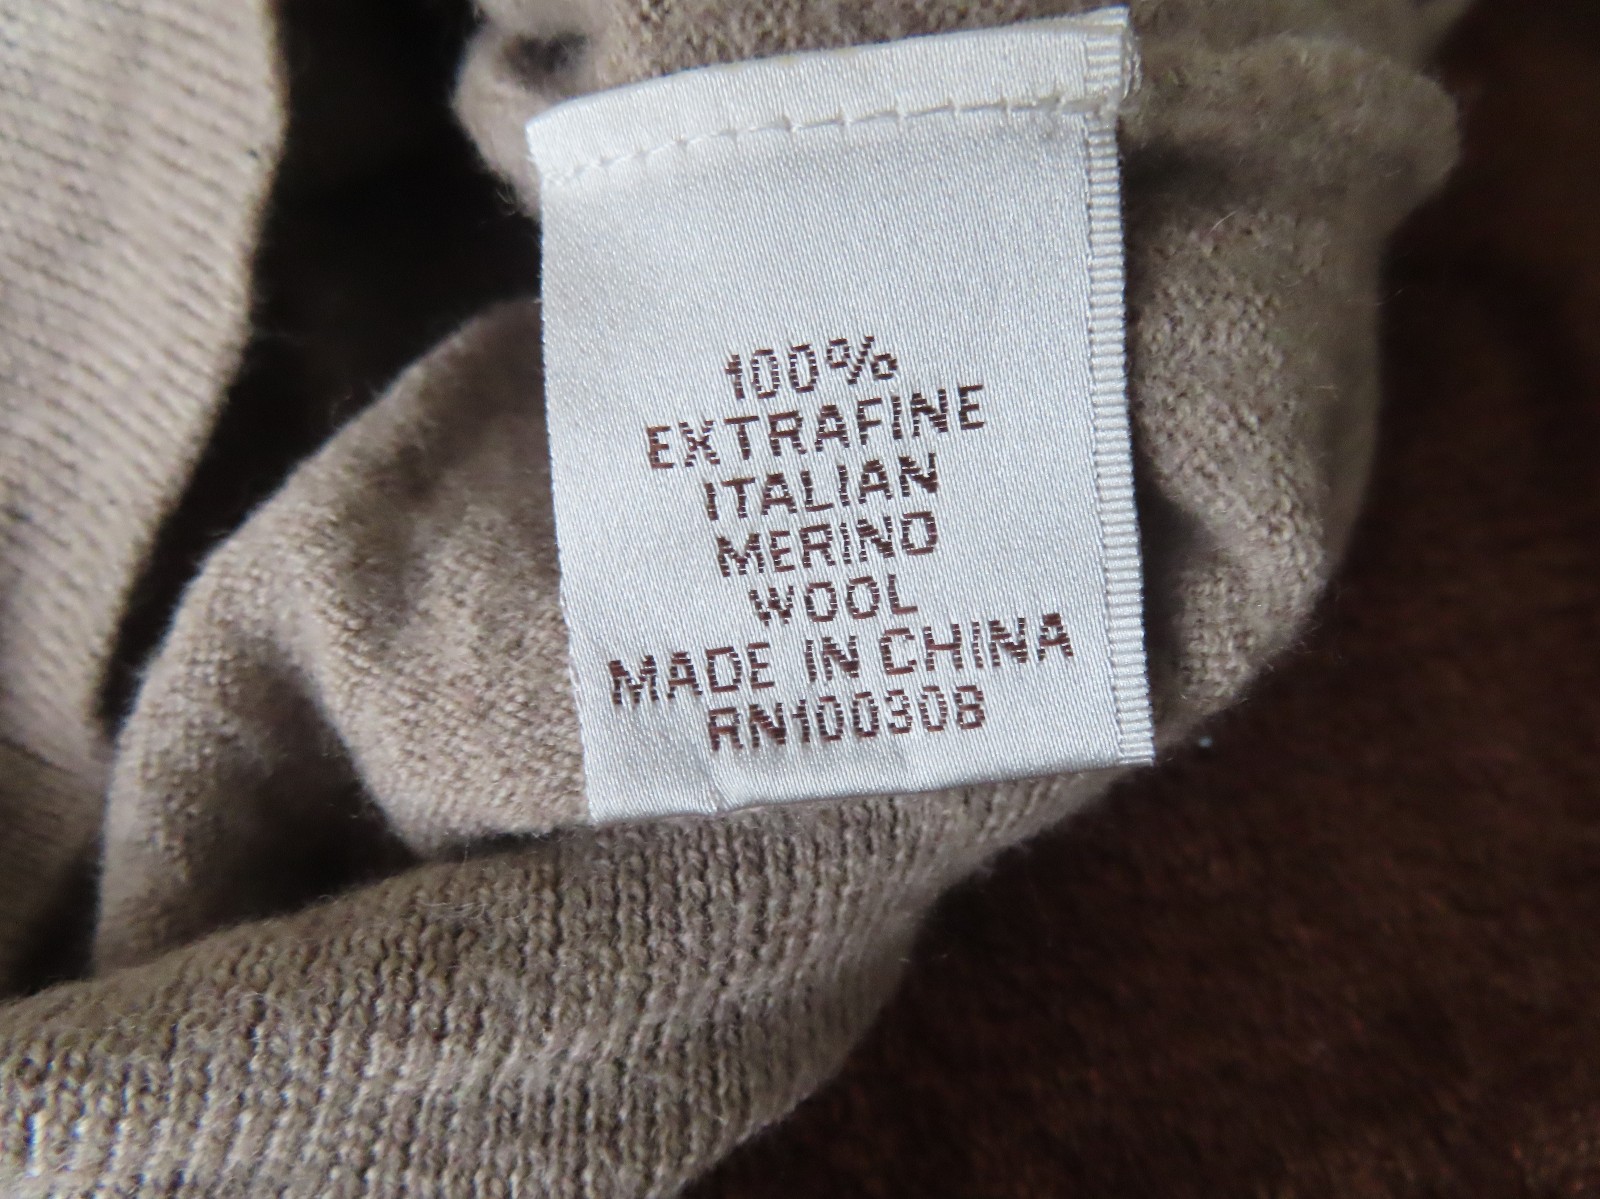 100%
EXTRAFINE
ITALIAN
MERINO
WOOL
MADE IN CHINA
RN100308